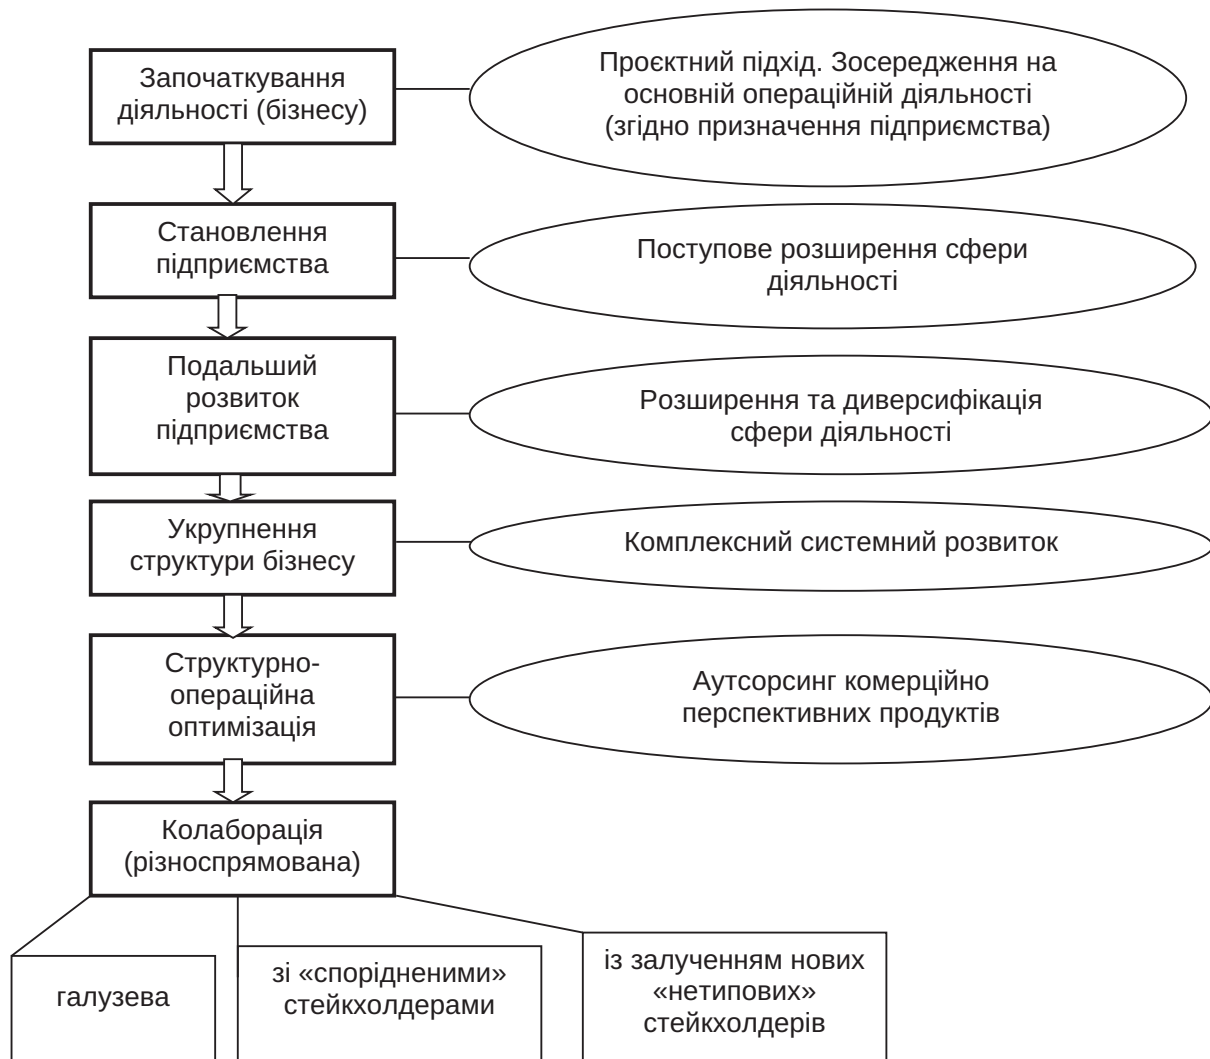 Започаткування
діяльності (бізнесу)
Проєктний підхід. Зосередження на
основній операційній діяльності
(згідно призначення підприємства)
Становлення
підприємства
Поступове розширення сфери
діяльності
Подальший
розвиток
підприємства
Розширення та диверсифікація
сфери діяльності
Укрупнення
структури бізнесу
Комплексний системний розвиток
Структурно-
операційна
оптимізація
Аутсорсинг комерційно
перспективних продуктів
Колаборація
(різноспрямована)
галузева
зі «спорідненими»
стейкхолдерами
із залученням нових
«нетипових»
стейкхолдерів